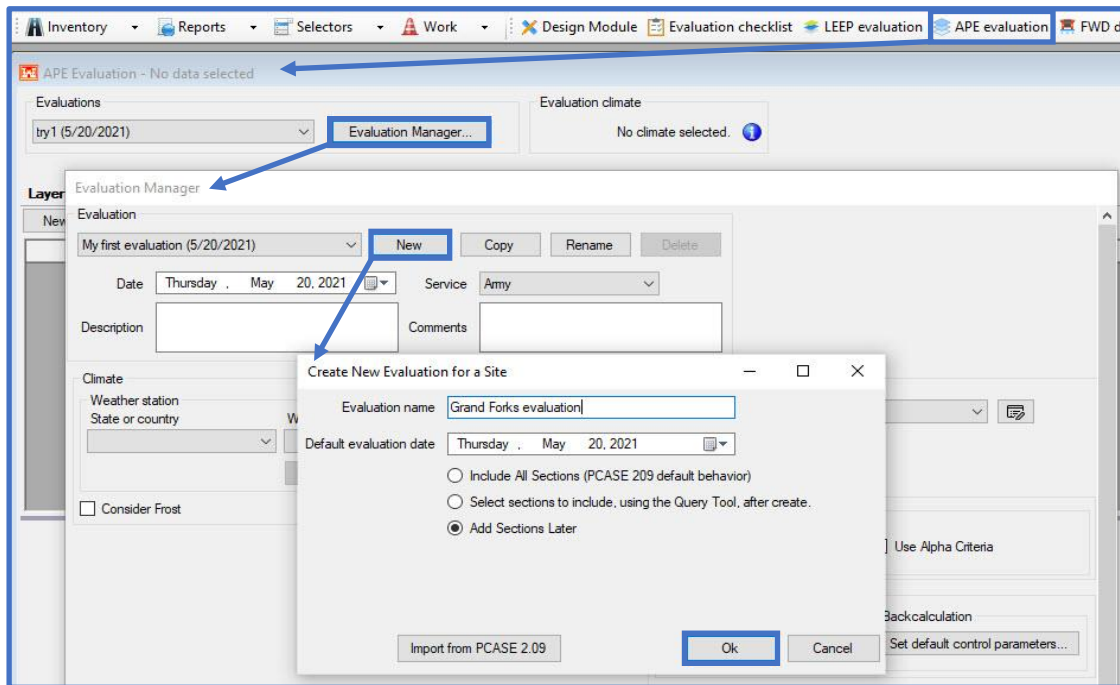 Inventory Reports Selectors Work Design Module Evaluation checklist LEEP evaluation APE evaluation FWD d
APE Evaluation - No data selected
Evaluations Evaluation climate
try1 (5/20/2021) Evaluation Manager... No climate selected.
Layer Evaluation Manager
New Evaluation
My first evaluation (5/20/2021) New Copy Rename Delete
Date Thursday , May 20, 2021 Service Army
Description Comments
Climate Create New Evaluation for a Site
Weather station
Evaluation name Grand Forks evaluation
State or country W
Default evaluation date Thursday , May 20, 2021
Include All Sections (PCASE 209 default behavior)
Select sections to include, using the Query Tool, after create.
Consider Frost
Add Sections Later
Use Alpha Criteria
Backcalculation
Import from PCASE 2.09 Ok Cancel Set default control parameters...